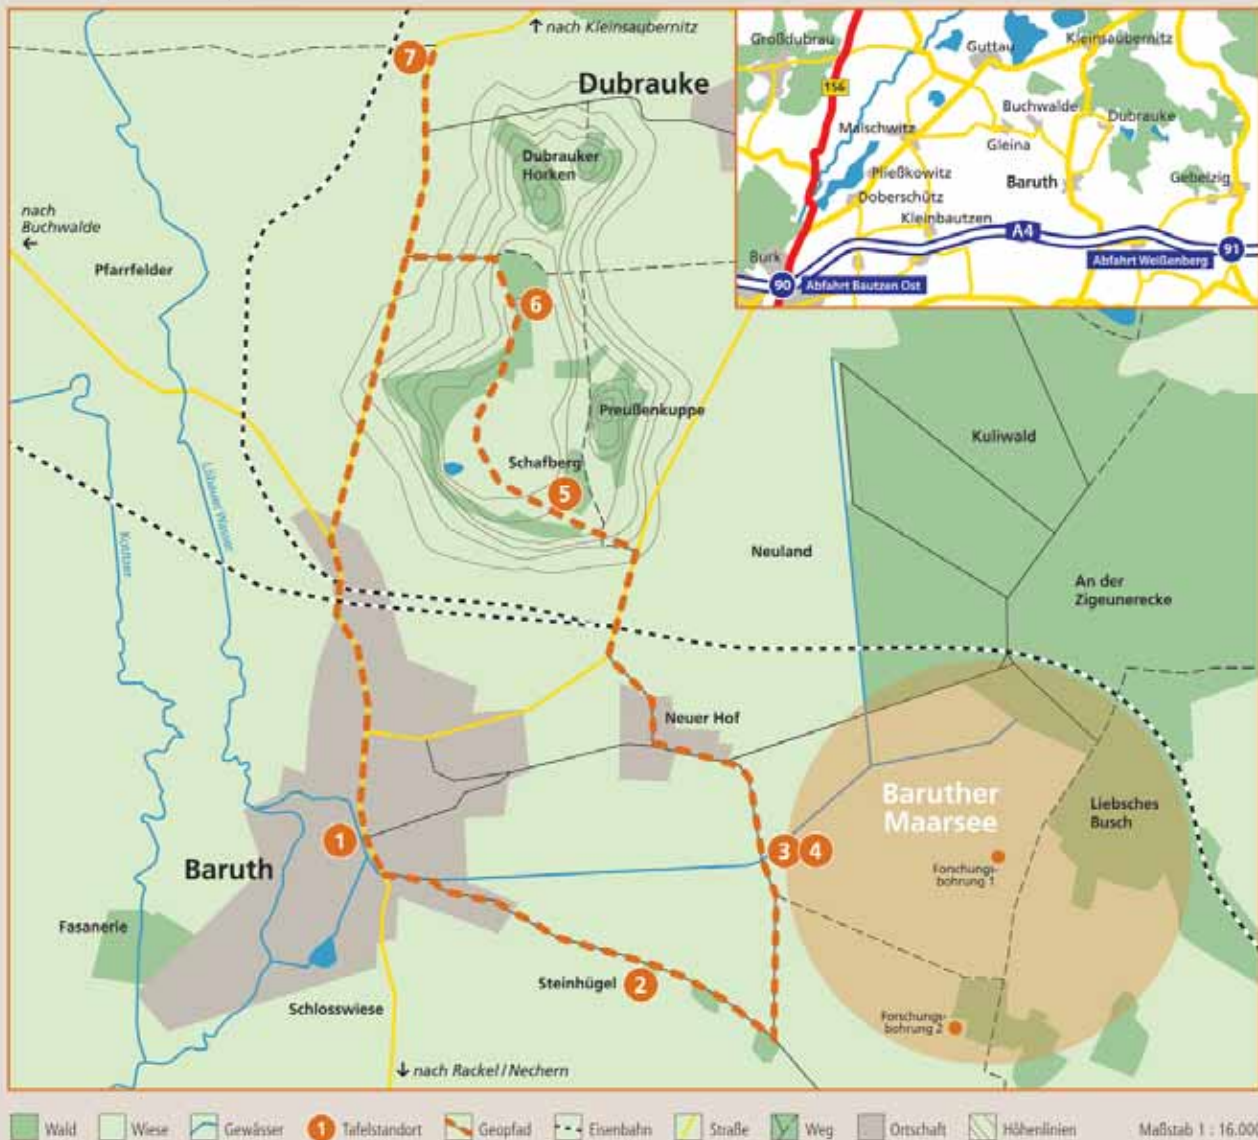 ↑ nach Kleinsaubernitz
7
Dubrauke
Dubrauker
Horken
nach
Buchwalde
←
Pfarrfelder
6
Preußenkuppe
Schafberg
5
Kuliwald
Neuland
An der
Zigeunerecke
Löbauer Wasser
Neuer Hof
Baruther
Maarsee
Liebsches
Busch
1
3 4
Baruth
Forschungs-
bohrung 1
Fasanerie
Steinhügel
2
Schlosswiese
Forschungs-
bohrung 2
↓ nach Rackel / Nechern
Großdubrau
Guttau
Kleinsaubernitz
156
Buchwalde
Dubrauke
Malschwitz
Gleina
Pließkowitz
Baruth
Gebelzig
Doberschütz
Kleinbautzen
A4
Burk
91
Abfahrt Weißenberg
90
Abfahrt Bautzen Ost
Wald Wiese Gewässer 1 Tafelstandort Geopfad Eisenbahn Straße Weg Ortschaft Höhenlinien Maßstab 1 : 16.000